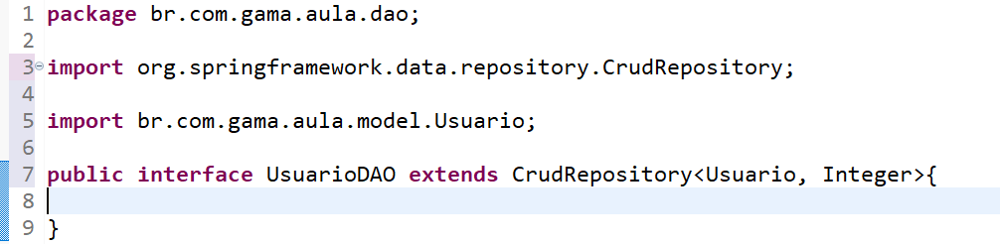 1 package br.com.gama.aula.dao;
2
3 import org.springframework.data.repository.CrudRepository;
4
5 import br.com.gama.aula.model.Usuario;
6
7 public interface UsuarioDAO extends CrudRepository<Usuario, Integer>{
8
9 }